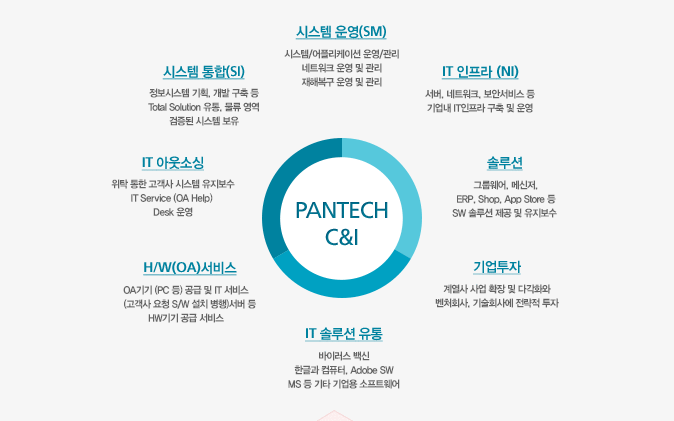 시스템 운영(SM)
시스템/어플리케이션 운영/관리
네트워크 운영 및 관리
재해복구 운영 및 관리
시스템 통합(SI)
정보시스템 기획, 개발 구축 등
Total Solution 유통, 물류 영역
검증된 시스템 보유
IT 인프라 (NI)
서버, 네트워크, 보안서비스 등
기업내 IT인프라 구축 및 운영
IT 아웃소싱
위탁 통한 고객사 시스템 유지보수
IT Service (OA Help)
Desk 운영
PANTECH
C&I
솔루션
그룹웨어, 메신저,
ERP, Shop, App Store 등
SW 솔루션 제공 및 유지보수
H/W(OA)서비스
OA기기 (PC 등) 공급 및 IT 서비스
(고객사 요청 S/W 설치 병행)서버 등
HW기기 공급 서비스
기업투자
계열사 사업 확장 및 다각화와
벤처회사, 기술회사에 전략적 투자
IT 솔루션 유통
바이러스 백신
한글과 컴퓨터, Adobe SW
MS 등 기타 기업용 소프트웨어